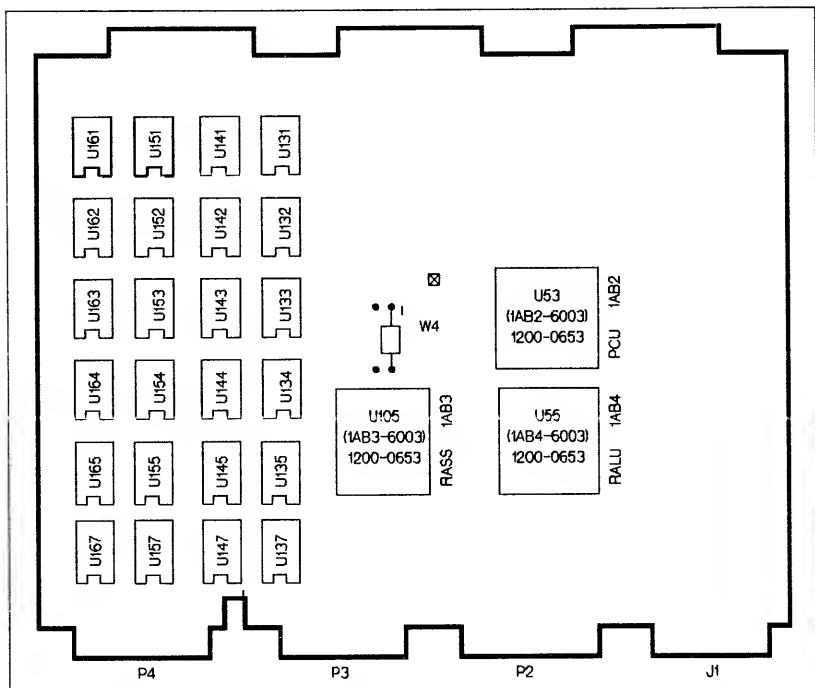 U161 U151 U141 U131
U162 U152 U142 U132
U163 U153 U143 U133
U164 U154 U144 U134
U165 U155 U145 U135
U167 U157 U147 U137
1
W4
U53
(1AB2-6003)
1200-0653
PCU 1AB2
U105
(1AB3-6003)
1200-0653
RASS 1AB3
U55
(1AB4-6003)
1200-0653
RALU 1AB4
P4 P3 P2 J1